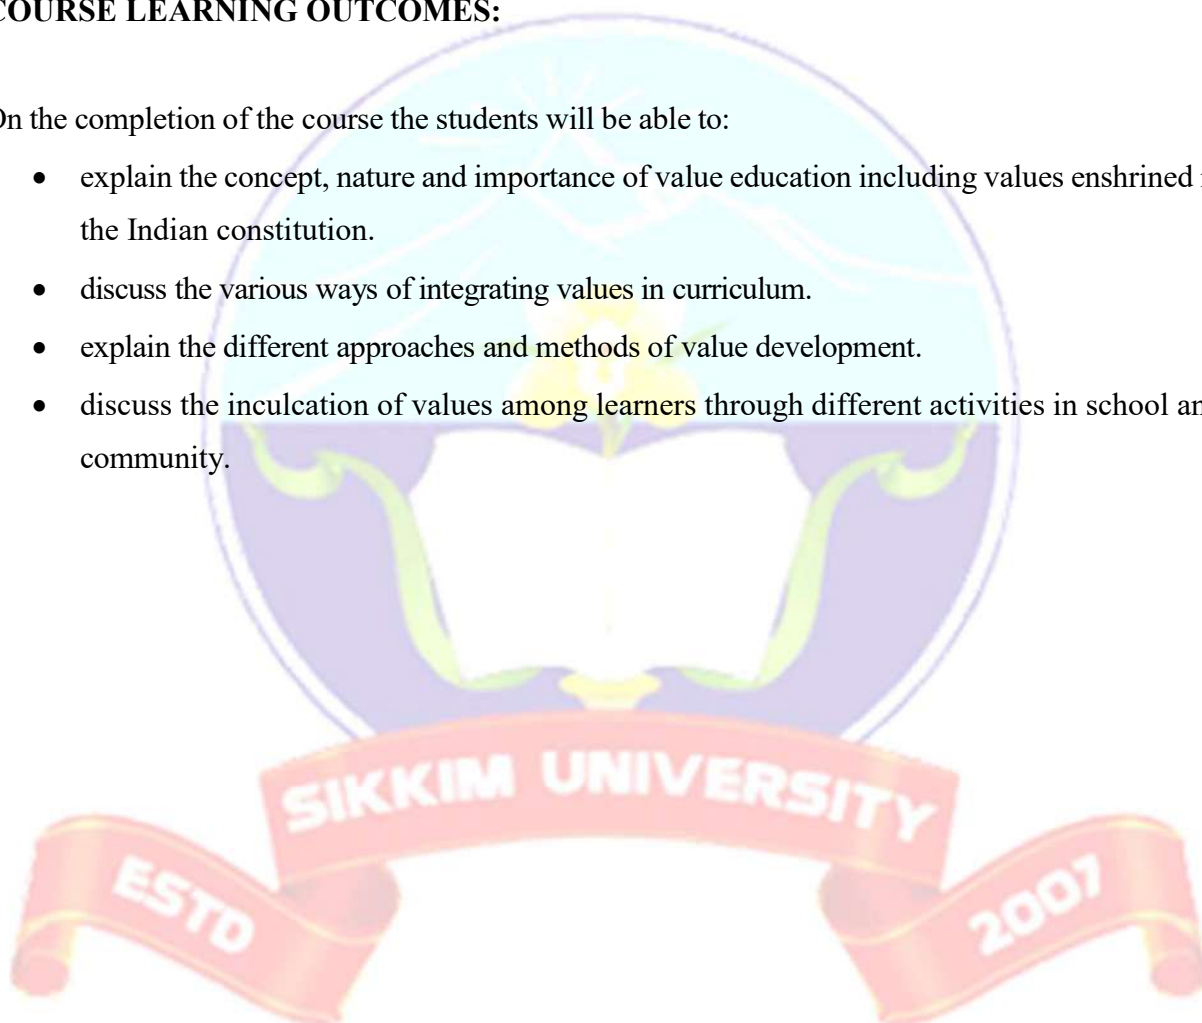 COURSE LEARNING OUTCOMES:
On the completion of the course the students will be able to:
• explain the concept, nature and importance of value education including values enshrined
the Indian constitution.
• discuss the various ways of integrating values in curriculum.
• explain the different approaches and methods of value development.
• discuss the inculcation of values among learners through different activities in school
community.
SIKKIM UNIVERSITY
ESTD
2007